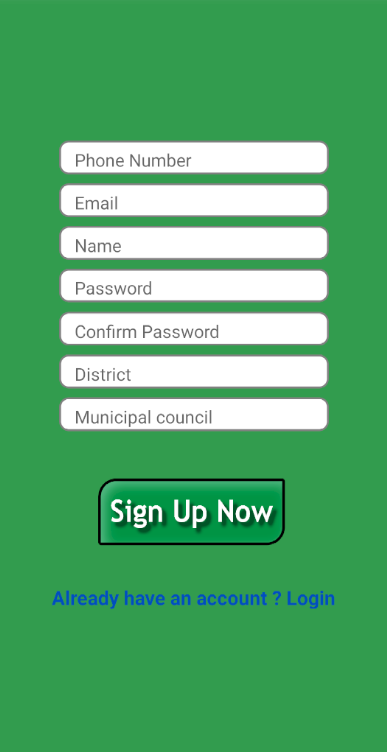 Phone Number
Email
Name
Password
Confirm Password
District
Municipal council
Sign Up Now
Already have an account ? Login